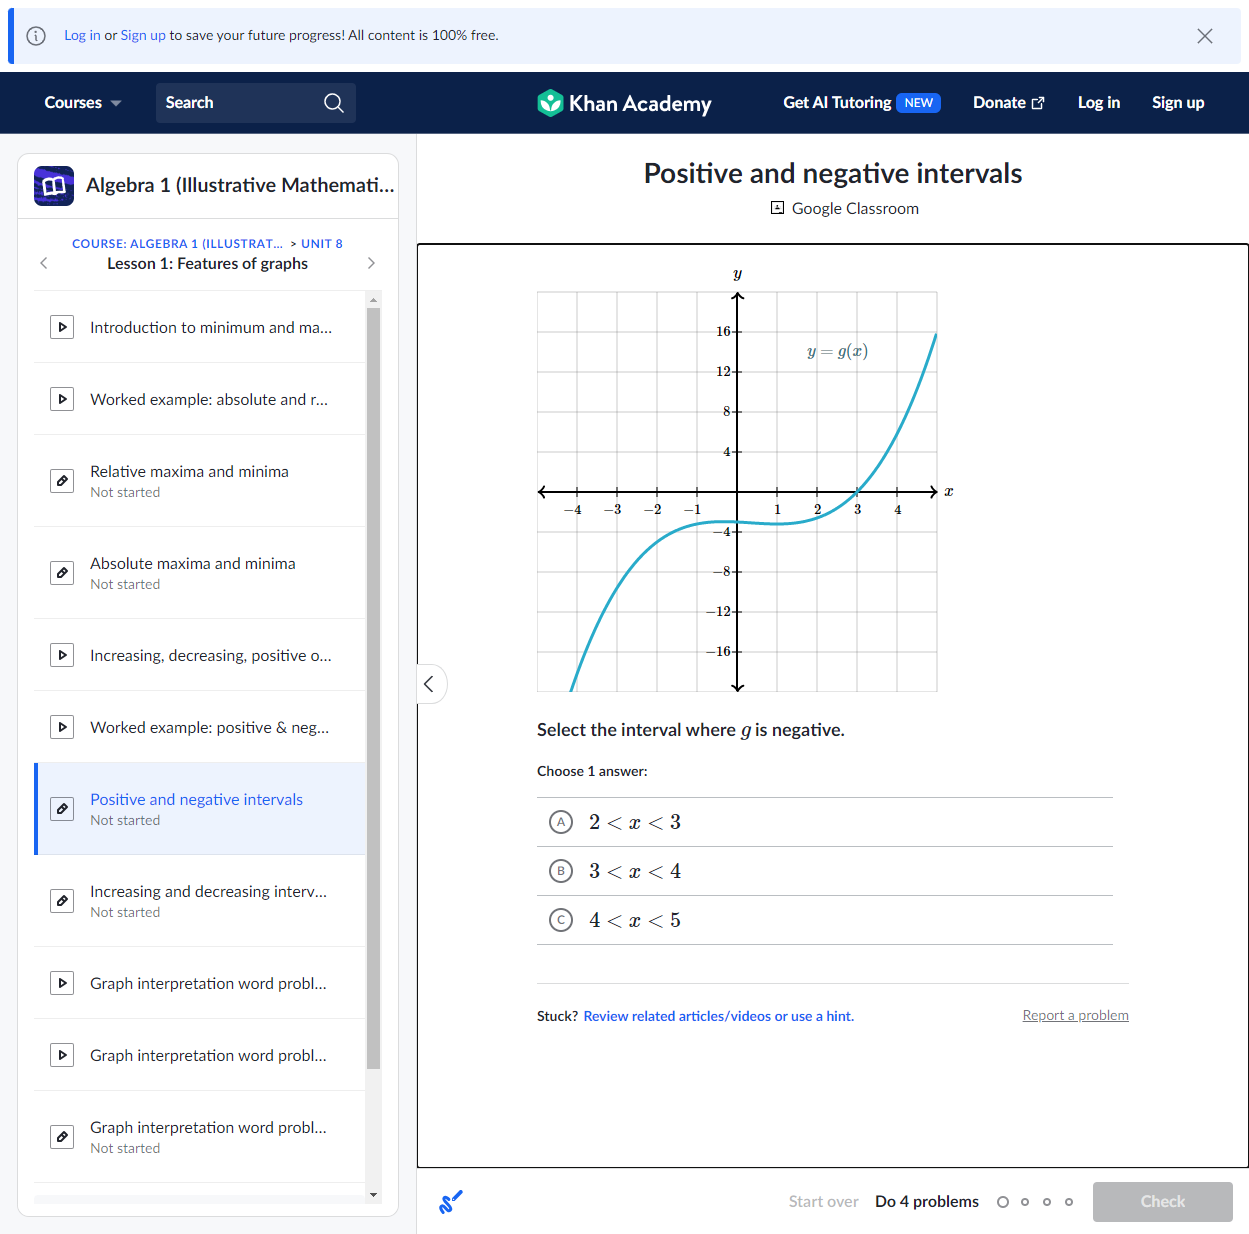 Log in or Sign up to save your future progress! All content is 100% free.
Courses
Search
Khan Academy
Get AI Tutoring NEW
Donate
Log in
Sign up
Algebra 1 (Illustrative Mathemati...
COURSE: ALGEBRA 1 (ILLUSTRAT... > UNIT 8
Lesson 1: Features of graphs
Introduction to minimum and ma...
Worked example: absolute and r...
Relative maxima and minima
Not started
Absolute maxima and minima
Not started
Increasing, decreasing, positive o...
Worked example: positive & neg...
Positive and negative intervals
Not started
Increasing and decreasing interv...
Not started
Graph interpretation word probl...
Graph interpretation word probl...
Graph interpretation word probl...
Not started
Positive and negative intervals
Google Classroom
y
16
y = g(x)
12
8
4
x
−4 −3 −2 −1 1 2 3 4
−4
−8
−12
−16
Select the interval where g is negative.
Choose 1 answer:
A 2 < x < 3
B 3 < x < 4
C 4 < x < 5
Stuck? Review related articles/videos or use a hint.
Report a problem
Start over
Do 4 problems
Check